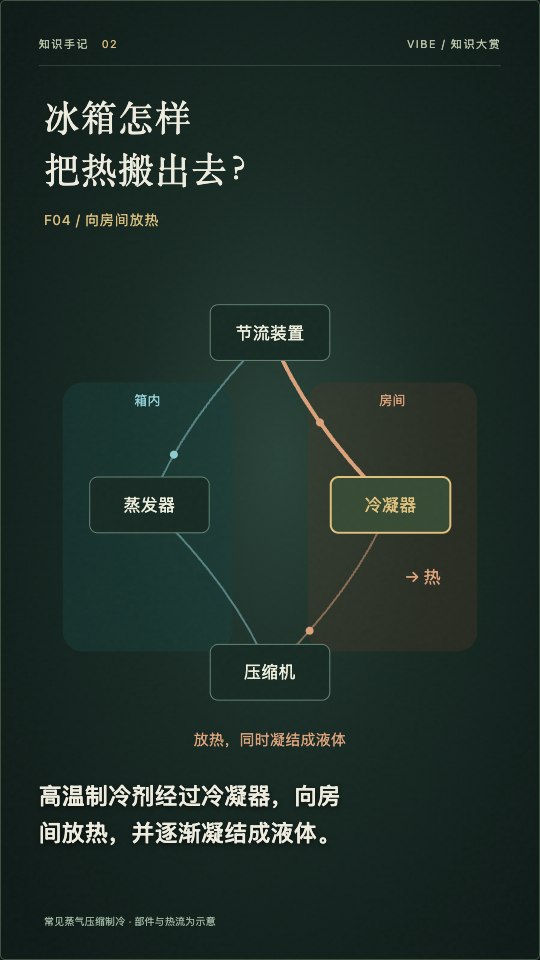 知识手记 02
VIBE / 知识大赏
冰箱怎样
把热搬出去?
F04 / 向房间放热
节流装置
箱内
房间
蒸发器
冷凝器
→ 热
压缩机
放热，同时凝结成液体
高温制冷剂经过冷凝器，向房
间放热，并逐渐凝结成液体。
常见蒸气压缩制冷 · 部件与热流为示意